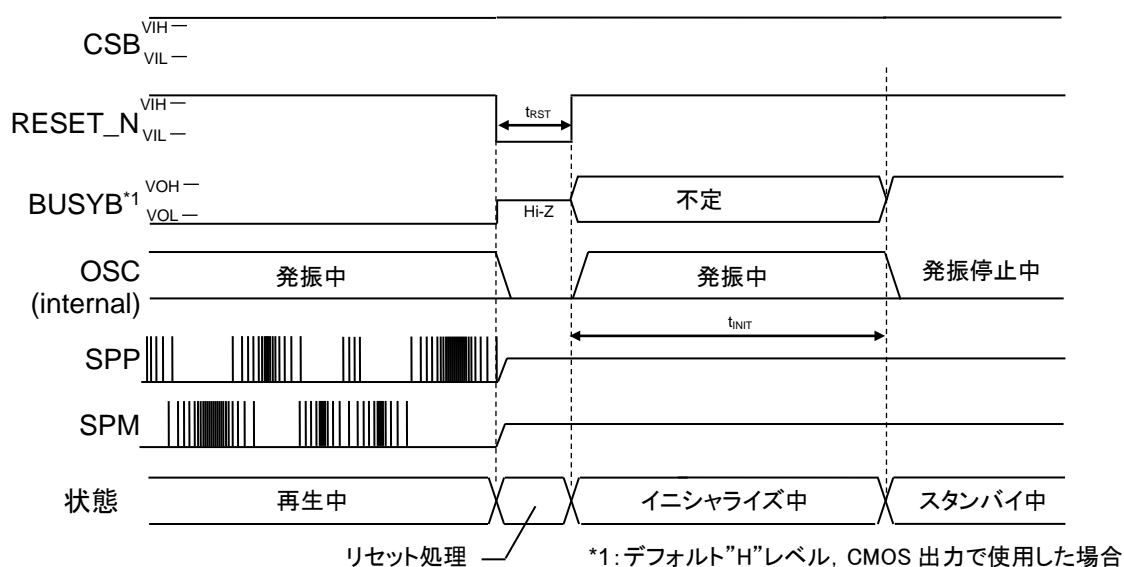 CSB
VIH
VIL
RESET_N
VIH
VIL
tRST
BUSYB*1
VOH
VOL
Hi-Z
不定
OSC
(internal)
発振中
発振中
発振停止中
tINIT
SPP
SPM
状態
再生中
イニシャライズ中
スタンバイ中
リセット処理
*1:デフォルト”H”レベル, CMOS 出力で使用した場合